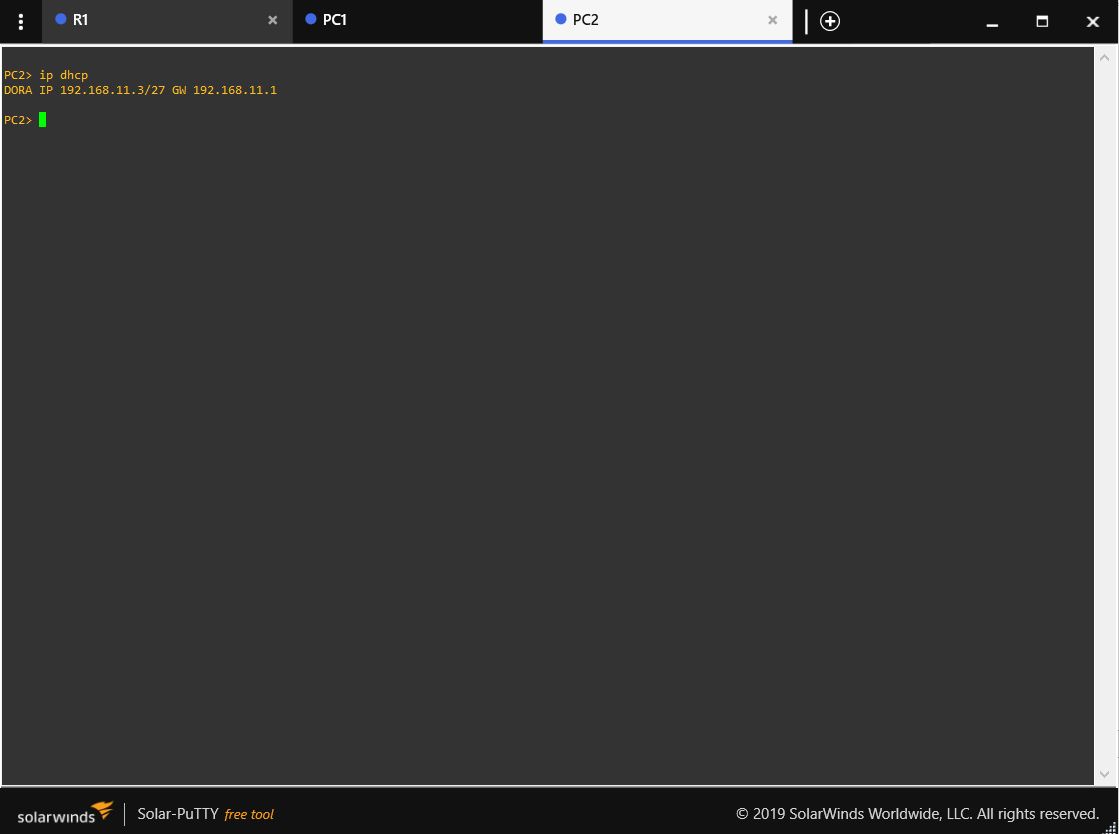 R1 PC1 PC2
PC2> ip dhcp
DORA IP 192.168.11.3/27 GW 192.168.11.1
PC2>
solarwinds Solar-PuTTY free tool © 2019 SolarWinds Worldwide, LLC. All rights reserved.